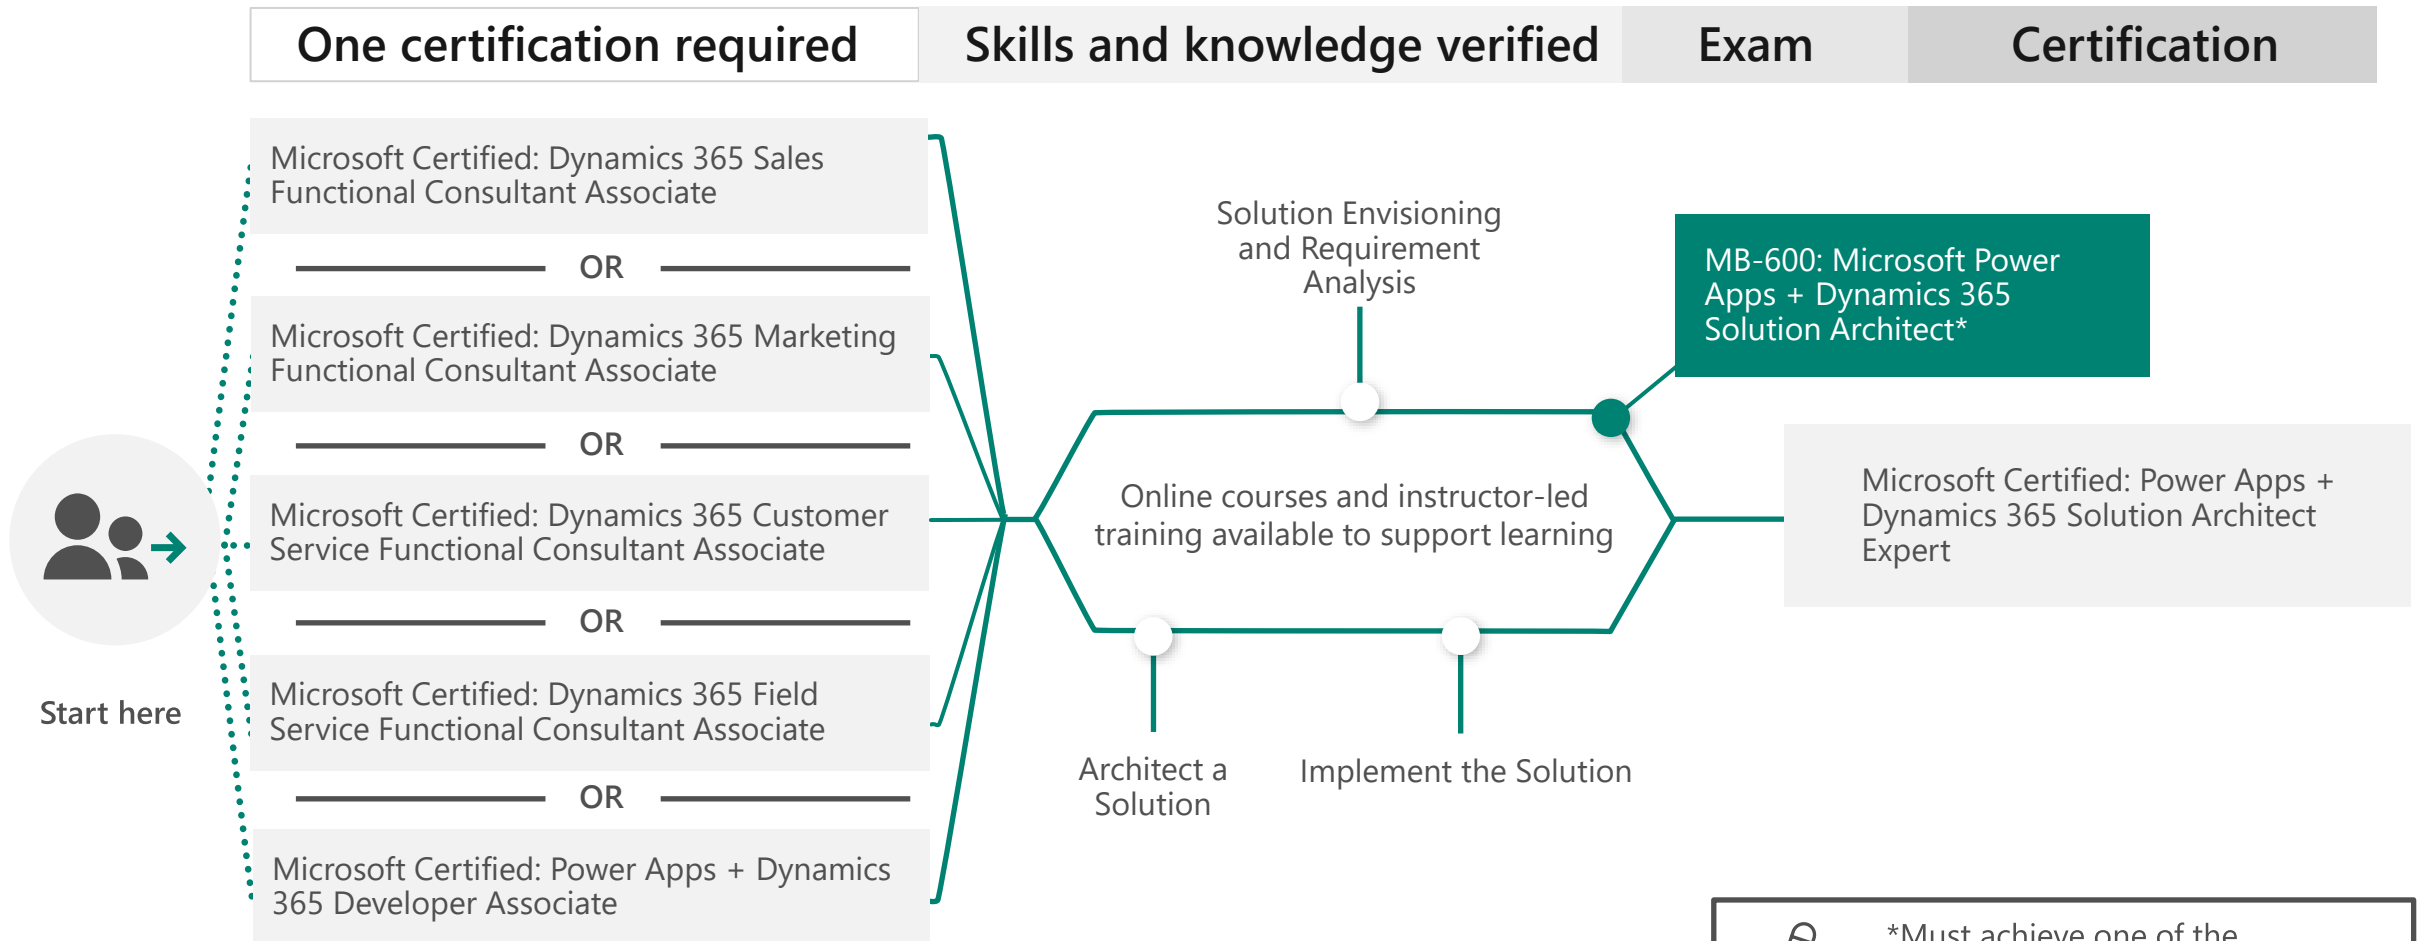 One certification required
Skills and knowledge verified
Exam
Certification
Start here
Microsoft Certified: Dynamics 365 Sales
Functional Consultant Associate
OR
Microsoft Certified: Dynamics 365 Marketing
Functional Consultant Associate
OR
Microsoft Certified: Dynamics 365 Customer
Service Functional Consultant Associate
OR
Microsoft Certified: Dynamics 365 Field
Service Functional Consultant Associate
OR
Microsoft Certified: Power Apps + Dynamics
365 Developer Associate
Solution Envisioning
and Requirement
Analysis
Online courses and instructor-led
training available to support learning
Architect a
Solution
Implement the Solution
MB-600: Microsoft Power
Apps + Dynamics 365
Solution Architect*
Microsoft Certified: Power Apps +
Dynamics 365 Solution Architect
Expert
*Must achieve one of the